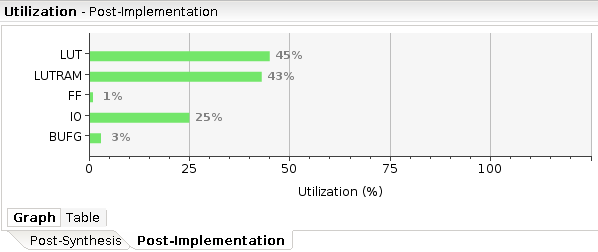 Utilization - Post-Implementation
LUT 45%
LUTRAM 43%
FF 1%
IO 25%
BUFG 3%
0 25 50 75 100
Utilization (%)
Graph Table
Post-Synthesis Post-Implementation